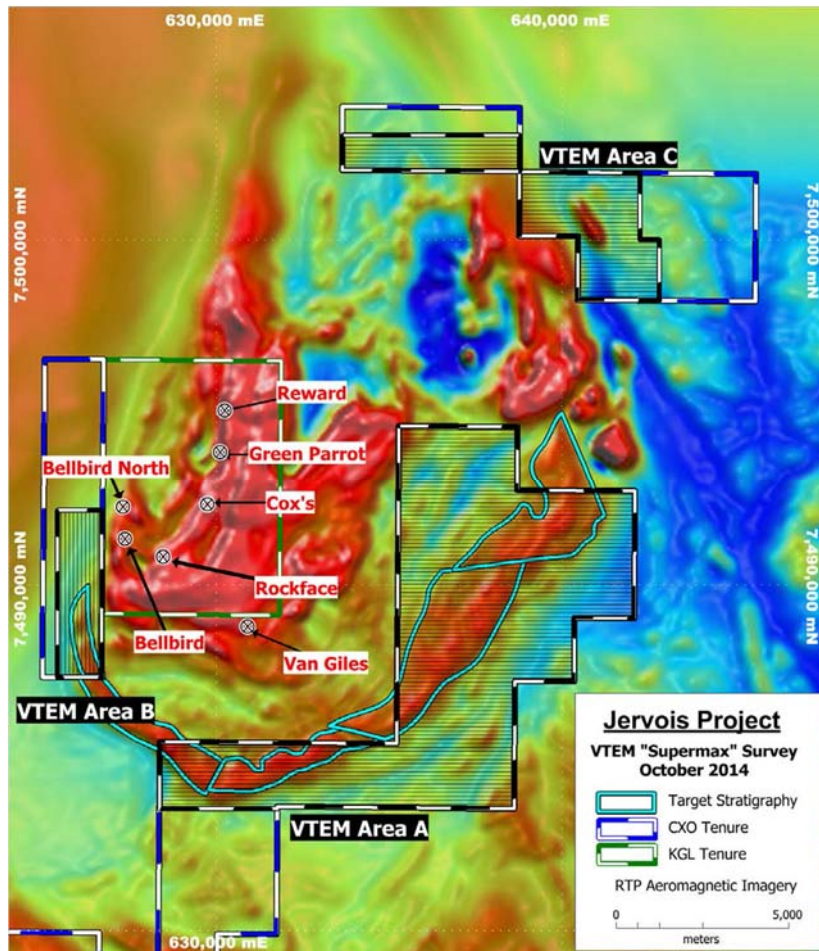 630,000 mE
640,000 mE
VTEM Area C
7,500,000 mN
7,500,000 mN
Reward
Green Parrot
Bellbird North
Cox's
Rockface
7,490,000 mN
7,490,000 mN
Bellbird
Van Giles
VTEM Area B
VTEM Area A
Jervois Project
VTEM "Supermax" Survey
October 2014
Target Stratigraphy
CXO Tenure
KGL Tenure
RTP Aeromagnetic Imagery
0 5,000
meters
630,000 mE